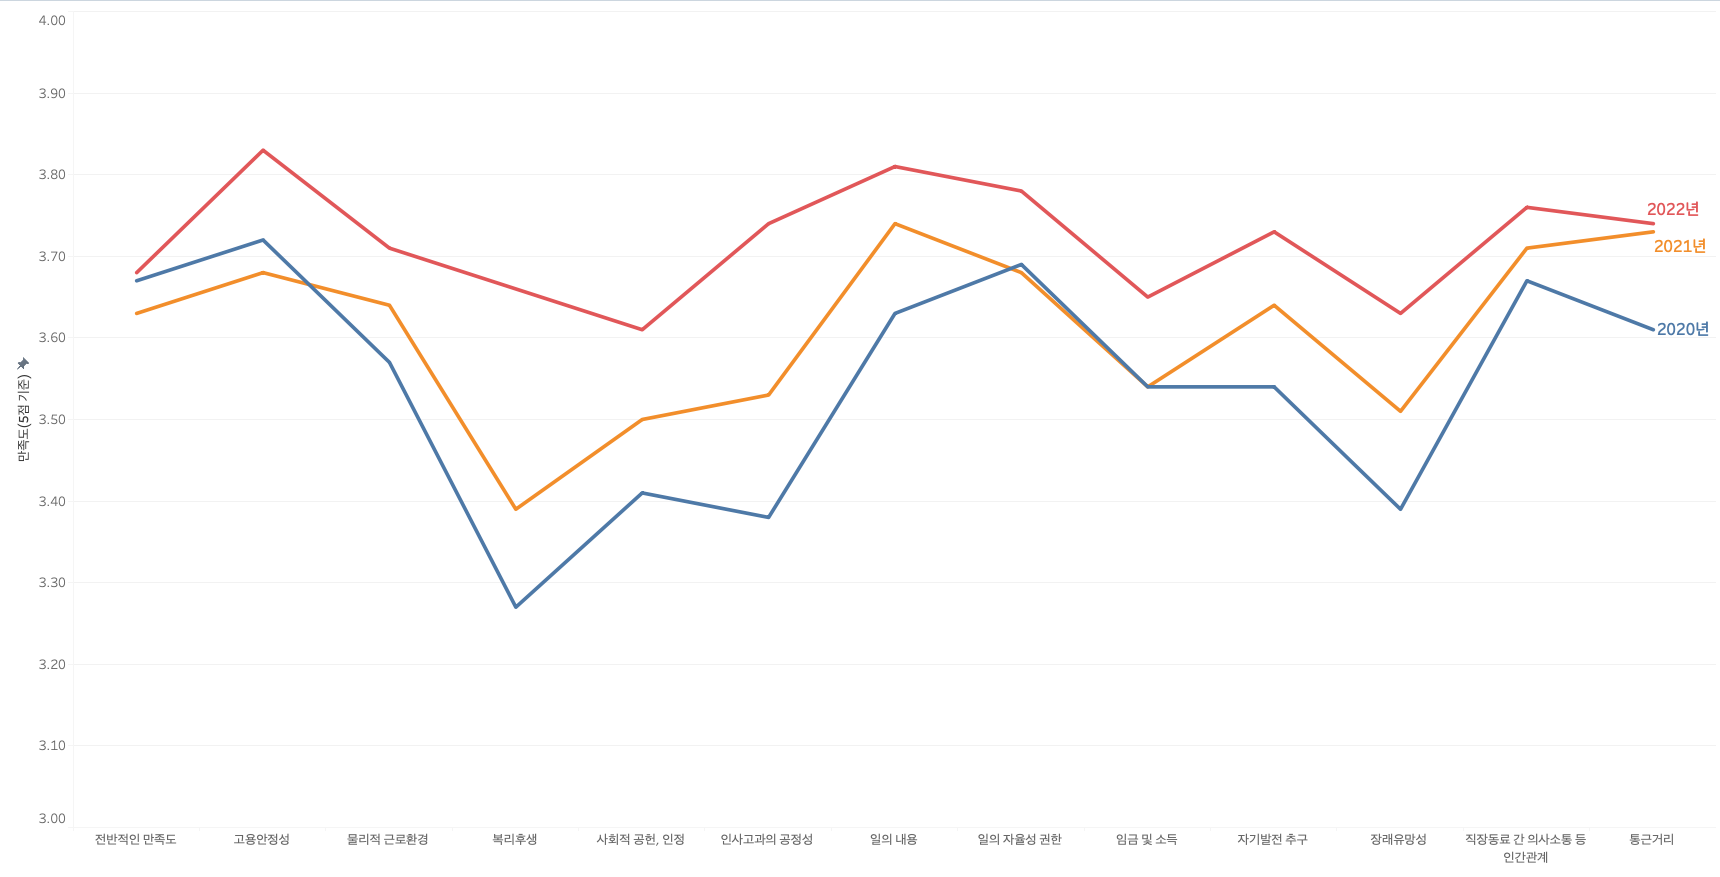 4.00
3.90
3.80
3.70
3.60
3.50
3.40
3.30
3.20
3.10
3.00
만족도(5점 기준)
2022년
2021년
2020년
전반적인 만족도
고용안정성
물리적 근로환경
복리후생
사회적 공헌, 인정
인사고과의 공정성
일의 내용
일의 자율성 권한
임금 및 소득
자기발전 추구
장래유망성
직장동료 간 의사소통 등
인간관계
통근거리